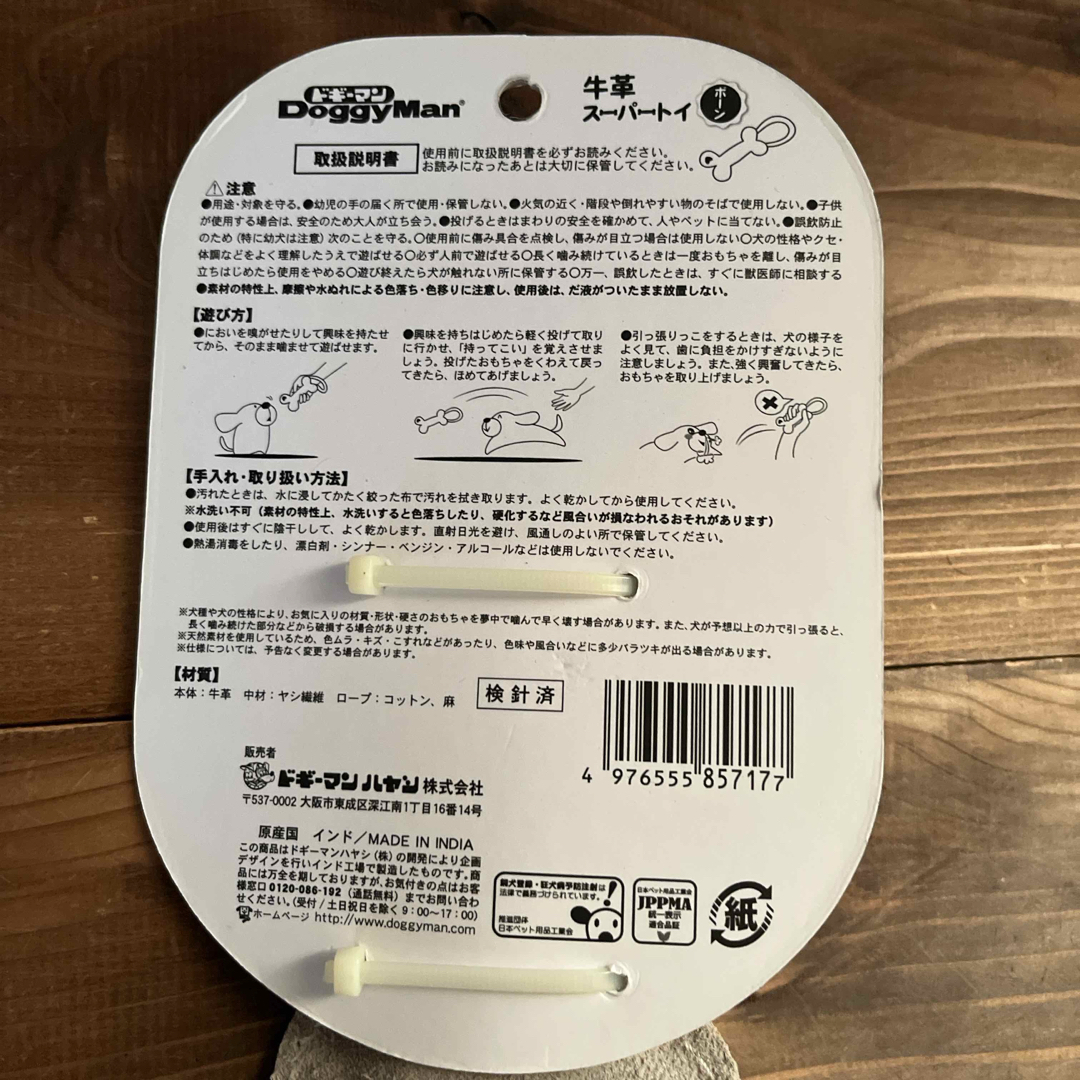 ドギーマン
DoggyMan®
牛革
スーパートイ
ボーン
取扱説明書
使用前に取扱説明書を必ずお読みください。
お読みになったあとは大切に保管してください。
⚠注意
●用途・対象を守る。●幼児の手の届く所で使用・保管しない。●火気の近く・階段や倒れやすい物のそばで使用しない。●子供
が使用する場合は、安全のため大人が立ち会う。●投げるときはまわりの安全を確かめて、人やペットに当てない。●誤飲防止
のため（特に幼犬は注意）次のことを守る。○使用前に傷み具合を点検し、傷みが目立つ場合は使用しない○犬の性格やクセ・
体調などをよく理解したうえで遊ばせる○必ず人前で遊ばせる○長く噛み続けているときは一度おもちゃを離し、傷みが目
立ちはじめたら使用をやめる○遊び終えたら犬が触れない所に保管する○万一、誤飲したときは、すぐに獣医師に相談する
●素材の特性上、摩擦や水ぬれによる色落ち・色移りに注意し、使用後は、だ液がついたまま放置しない。
【遊び方】
●においを嗅がせたりして興味を持たせ
てから、そのまま噛ませて遊ばせます。
●興味を持ちはじめたら軽く投げて取り
に行かせ、「持ってこい」を覚えさせま
しょう。投げたおもちゃをくわえて戻っ
てきたら、ほめてあげましょう。
●引っ張りっこをするときは、犬の様子を
よく見て、歯に負担をかけすぎないように
注意しましょう。また、強く興奮してきたら、
おもちゃを取り上げましょう。
【手入れ・取り扱い方法】
●汚れたときは、水に浸してかたく絞った布で汚れを拭き取ります。よく乾かしてから使用してください。
※水洗い不可（素材の特性上、水洗いすると色落ちしたり、硬化するなど風合いが損なわれるおそれがあります）
●使用後はすぐに陰干しして、よく乾かします。直射日光を避け、風通しのよい所で保管してください。
●熱湯消毒をしたり、漂白剤・シンナー・ベンジン・アルコールなどは使用しないでください。
※犬種や犬の性格により、お気に入りの材質・形状・硬さのおもちゃを夢中で噛んで早く壊す場合があります。また、犬が予想以上の力で引っ張ると、
長く噛み続けた部分などから破損する場合があります。
※天然素材を使用しているため、色ムラ・キズ・こすれなどがあったり、色味や風合いなどに多少バラツキが出る場合があります。
※仕様については、予告なく変更する場合があります。
【材質】
本体：牛革 中材：ヤシ繊維 ロープ：コットン、麻
検針済
4 976555 857177
販売者
ドギーマンハヤシ株式会社
〒537-0002 大阪市東成区深江南1丁目16番14号
原産国 インド／MADE IN INDIA
この商品はドギーマンハヤシ（株）の開発により企画
デザインを行いインド工場で製造したものです。商
品には万全を期しておりますが、お気付きの点はお客
様窓口0120-086-192（通話無料）までお問い合わ
せください。（受付／土日祝日を除く9：00〜17：00）
ホームページ http://www.doggyman.com
飼犬登録・狂犬病予防注射は
法律で義務づけられています。
推進団体
日本ペット用品工業会
日本ペット用品工業会
JPPMA
統一表示
適合品証
紙